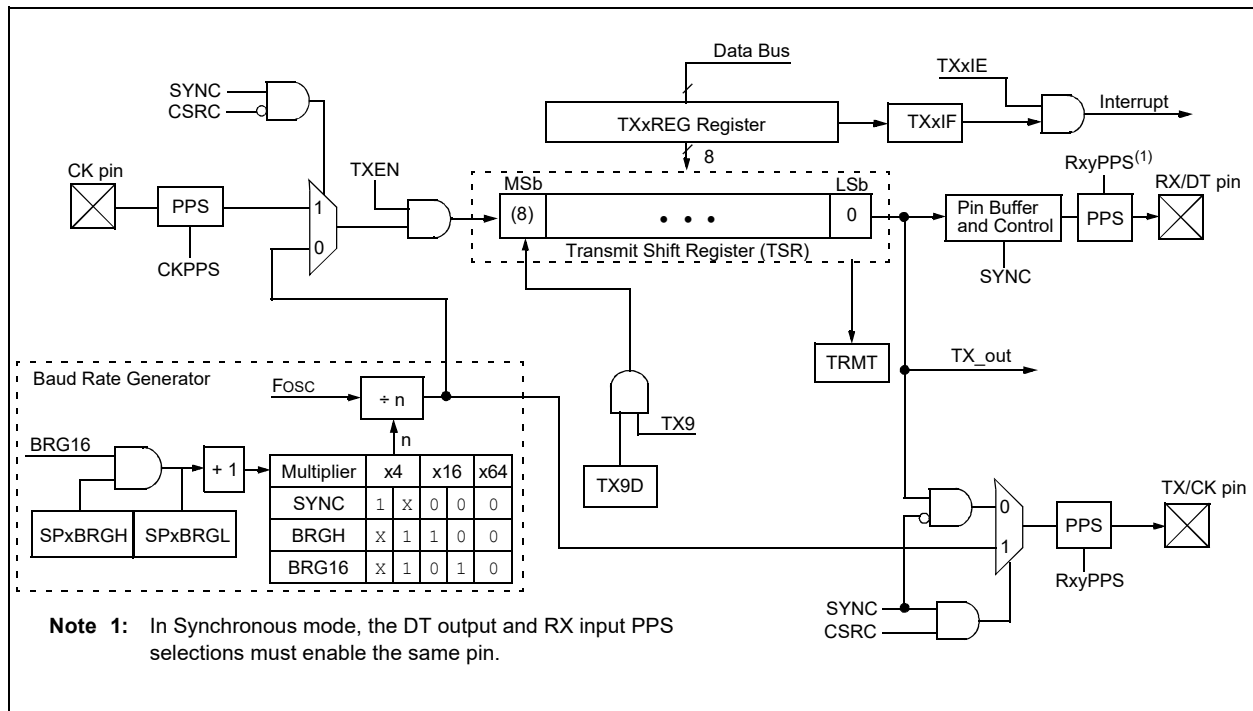 Data Bus
TXxIE
SYNC
CSRC
Interrupt
TXxREG Register
TXxIF
8
CK pin
TXEN
MSb
LSb
RxyPPS(1)
RX/DT pin
PPS
1
(8)
• • •
0
Pin Buffer
and Control
PPS
0
Transmit Shift Register (TSR)
CKPPS
SYNC
TRMT
TX_out
Baud Rate Generator
FOSC
÷ n
n
TX9
BRG16
+ 1
TX9D
Multiplier x4 x16 x64
SYNC 1 X 0 0 0
BRGH X 1 1 0 0
BRG16 X 1 0 1 0
SPxBRGH SPxBRGL
TX/CK pin
0
PPS
1
RxyPPS
SYNC
CSRC
Note 1: In Synchronous mode, the DT output and RX input PPS
selections must enable the same pin.